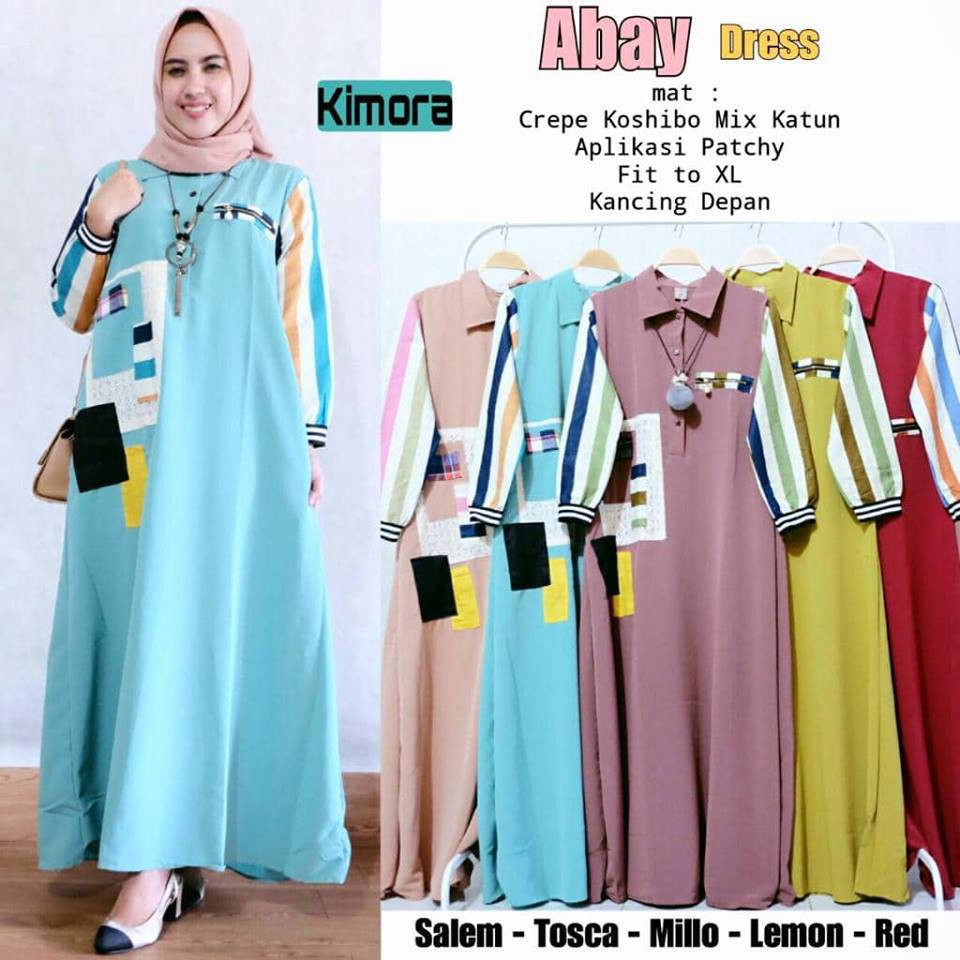 Kimora
Abay Dress
mat :
Crepe Koshibo Mix Katun
Aplikasi Patchy
Fit to XL
Kancing Depan
Salem - Tosca - Millo - Lemon - Red